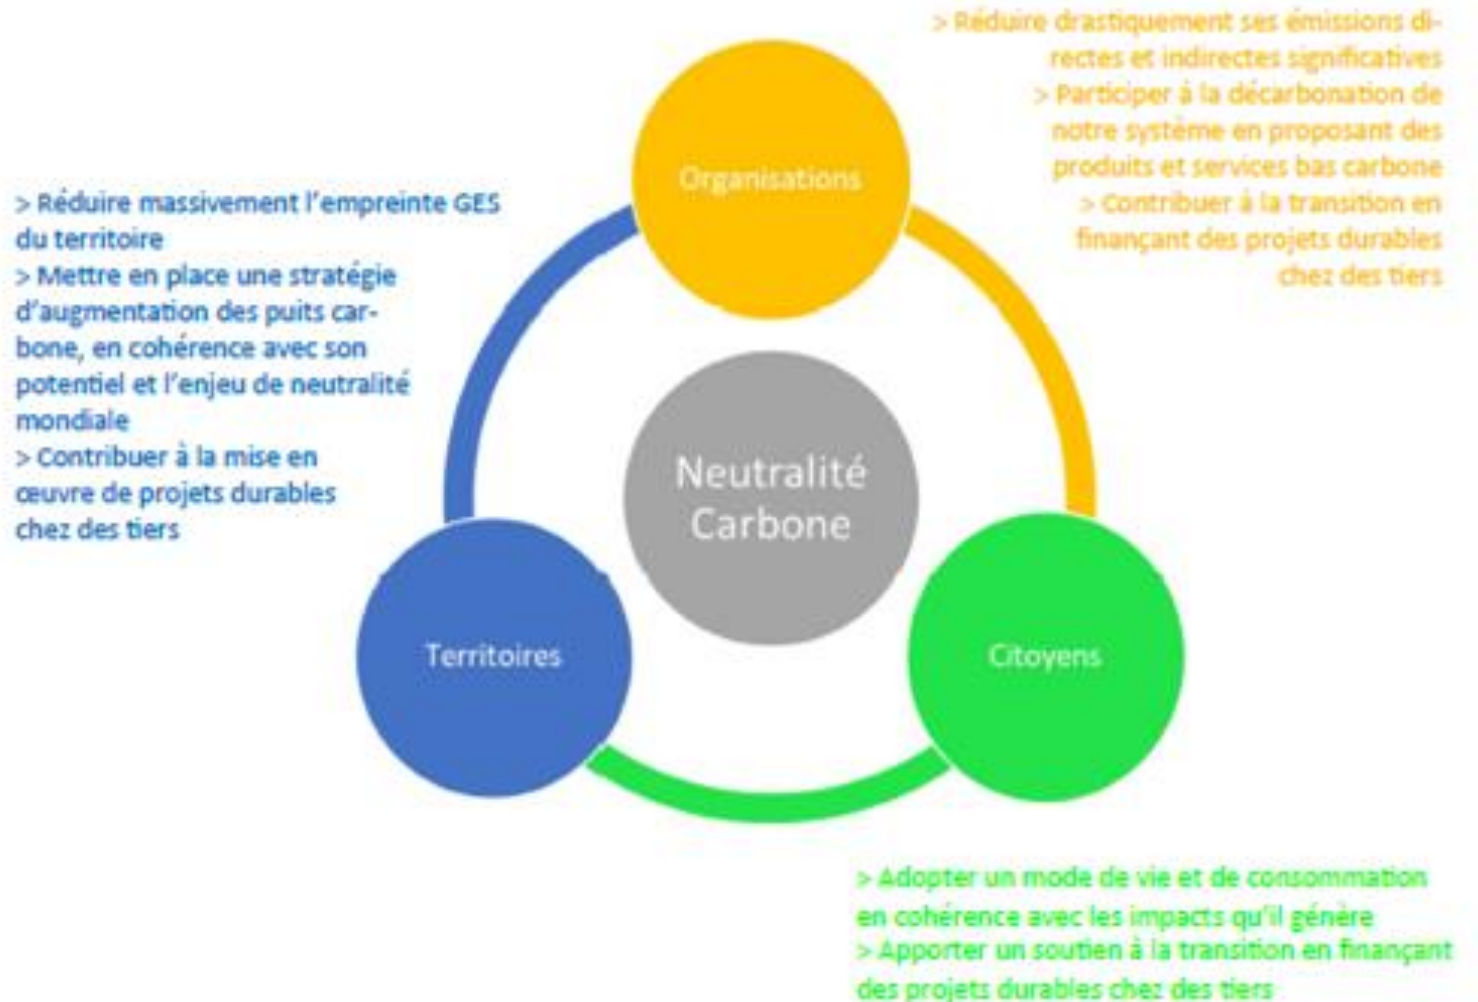 > Réduire drastiquement ses émissions di-
rectes et indirectes significatives
> Participer à la décarbonation de
notre système en proposant des
produits et services bas carbone
> Contribuer à la transition en
finançant des projets durables
chez des tiers
Organisations
> Réduire massivement l'empreinte GES
du territoire
> Mettre en place une stratégie
d'augmentation des puits car-
bone, en cohérence avec son
potentiel et l'enjeu de neutralité
mondiale
> Contribuer à la mise en
œuvre de projets durables
chez des tiers
Neutralité
Carbone
Territoires
Citoyens
> Adopter un mode de vie et de consommation
en cohérence avec les impacts qu'il génère
> Apporter un soutien à la transition en finançant
des projets durables chez des tiers